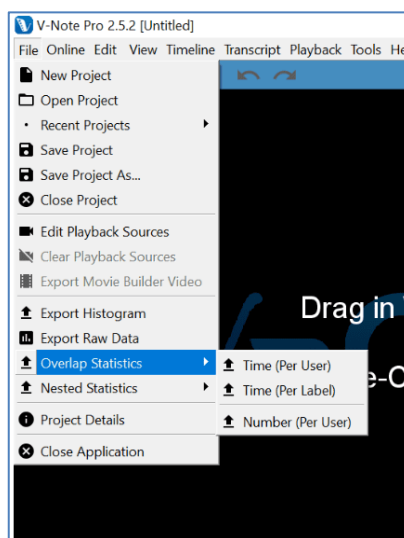 V-Note Pro 2.5.2 [Untitled]
File Online Edit View Timeline Transcript Playback Tools
New Project
Open Project
Recent Projects
Save Project
Save Project As...
Close Project
Edit Playback Sources
Clear Playback Sources
Export Movie Builder Video
Export Histogram
Drag in
Export Raw Data
Overlap Statistics
Time (Per User)
Nested Statistics
Time (Per Label)
Project Details
Number (Per User)
Close Application